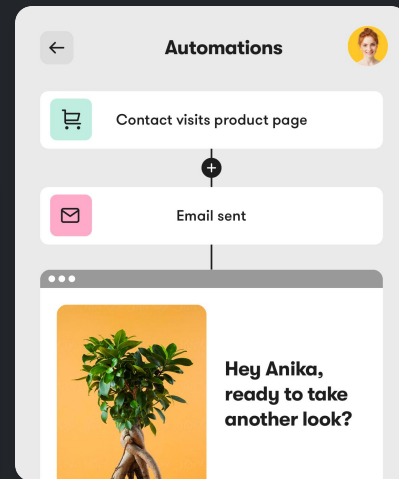 Automations
Contact visits product page
Email sent
Hey Anika,
ready to take
another look?